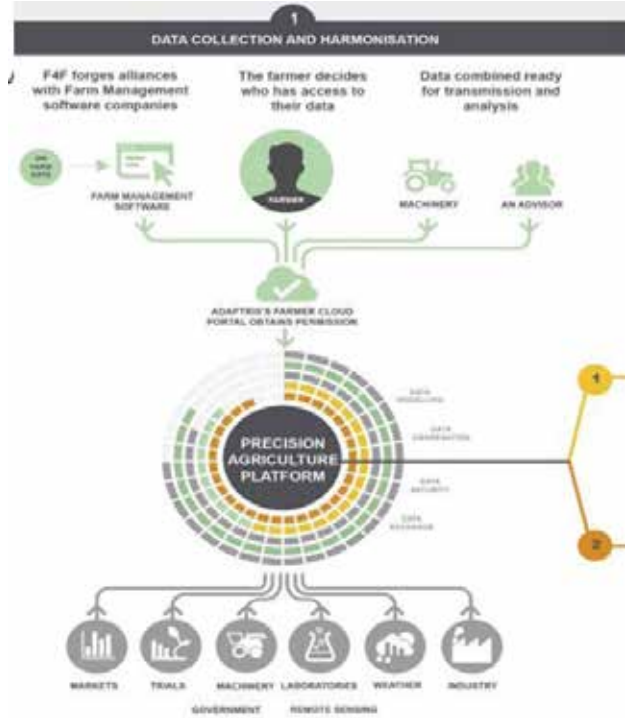 1
DATA COLLECTION AND HARMONISATION
F4F forges alliances
with Farm Management
software companies
The farmer decides
who has access to
their data
Data combined ready
for transmission and
analysis
FARM MANAGEMENT
SOFTWARE
FARMER
MACHINERY
AN ADVISOR
ADAPTRIS'S FARMER CLOUD
PORTAL OBTAINS PERMISSION
PRECISION
AGRICULTURE
PLATFORM
DATA
MODELLING
DATA
DATA
SECURITY
DATA
EXCHANGE
1
2
MARKETS
TRIALS
MACHINERY
LABORATORIES
WEATHER
INDUSTRY
GOVERNMENT
REMOTE SENSING